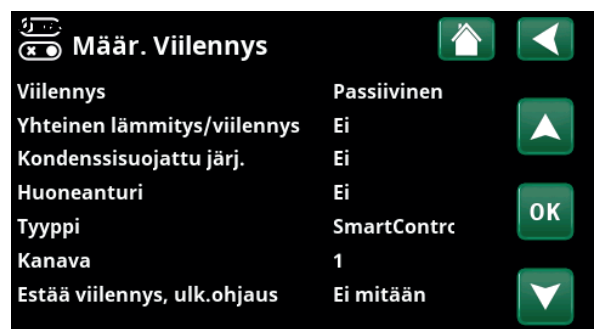 Määr. Viilennys
Viilennys Passiivinen
Yhteinen lämmitys/viilennys Ei
Kondenssisuojattu järj. Ei
Huoneanturi Ei
Tyyppi SmartContrc
Kanava 1
Estää viilennys, ulk.ohjaus Ei mitään
OK